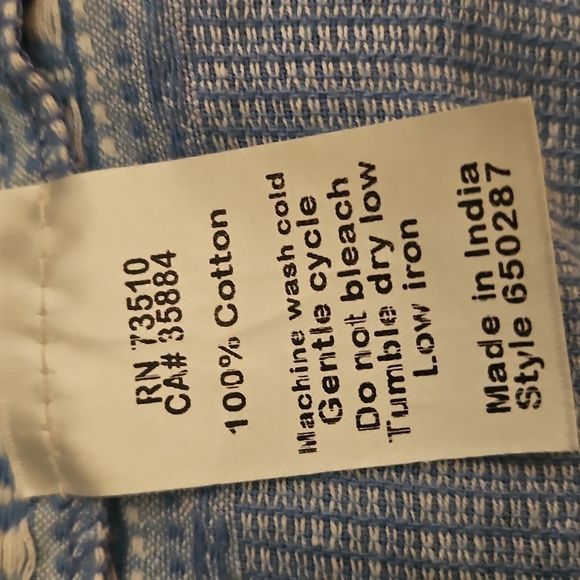 RN 73510
CA# 35884
100% Cotton
Machine wash cold
Gentle cycle
Do not bleach
Tumble dry low
Low iron
Made in India
Style 650287